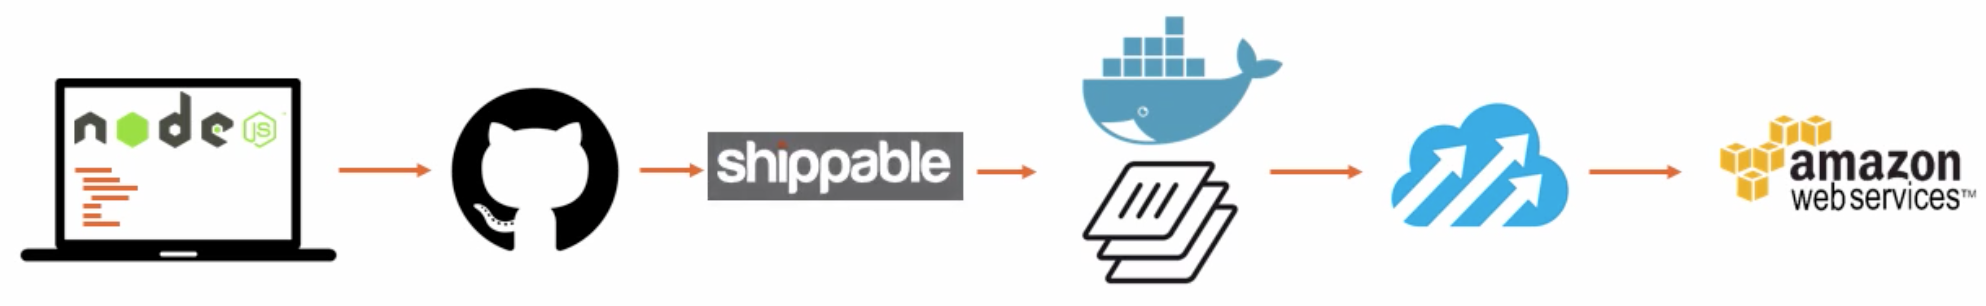 node JS
shippable
amazon
web services™